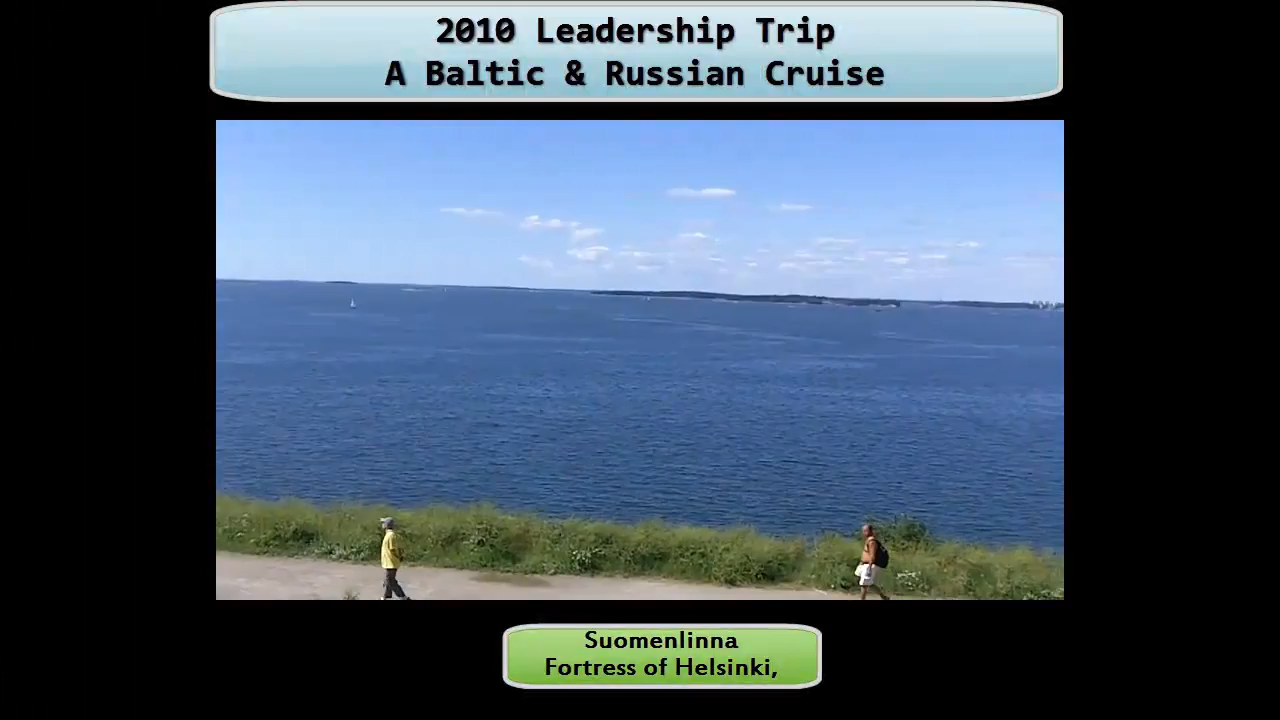 2010 Leadership Trip
A Baltic & Russian Cruise
Suomenlinna
Fortress of Helsinki,